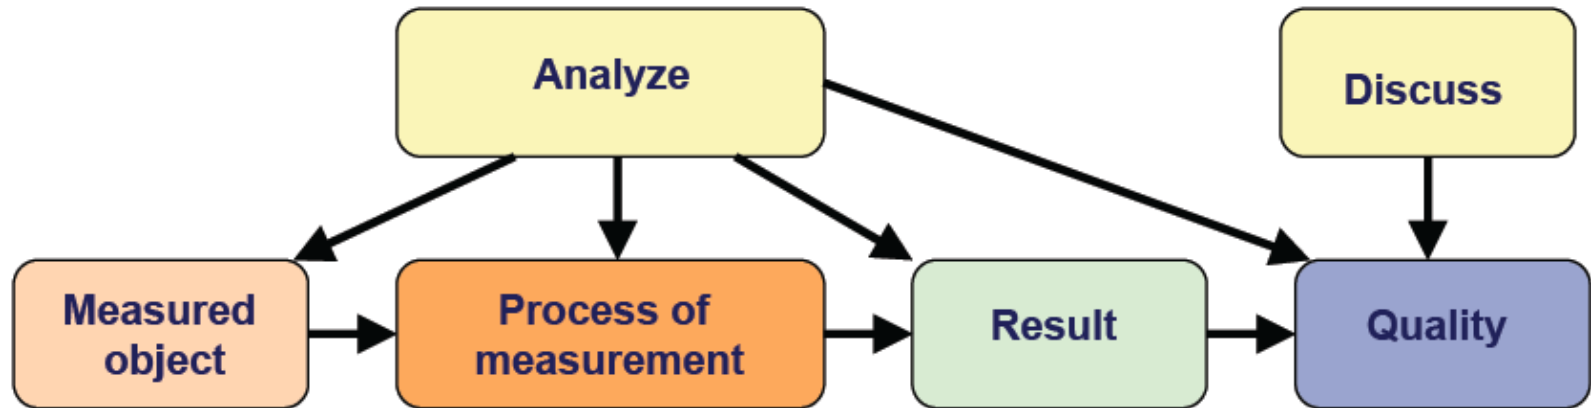 Analyze
Discuss
Measured
object
Process of
measurement
Result
Quality